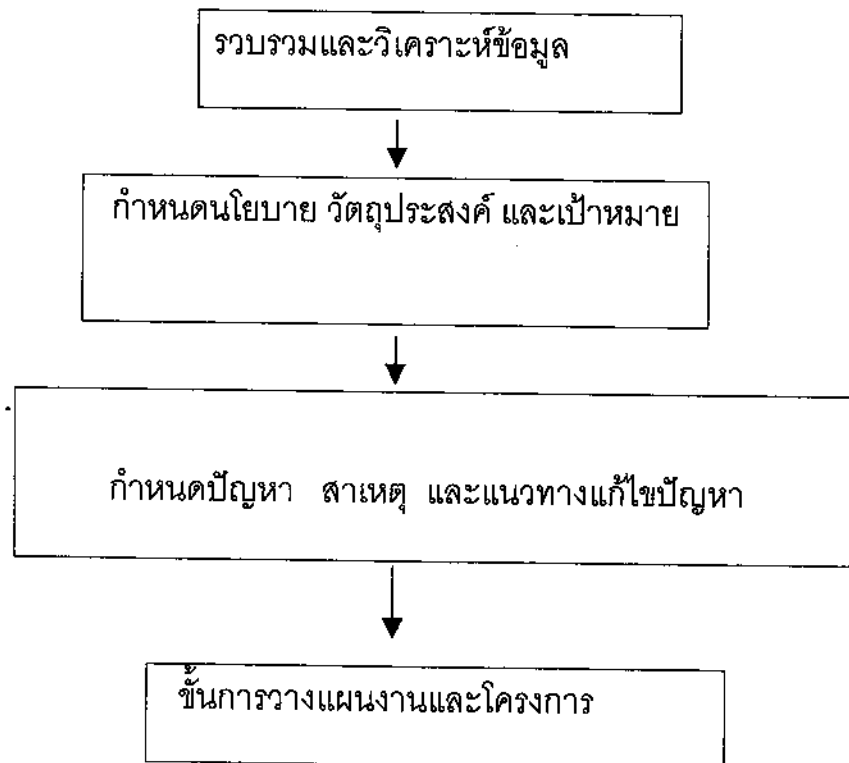 รวบรวมและวิเคราะห์ข้อมูล
กำหนดนโยบาย วัตถุประสงค์ และเป้าหมาย
กำหนดปัญหา สาเหตุ และแนวทางแก้ไขปัญหา
ขั้นการวางแผนงานและโครงการ